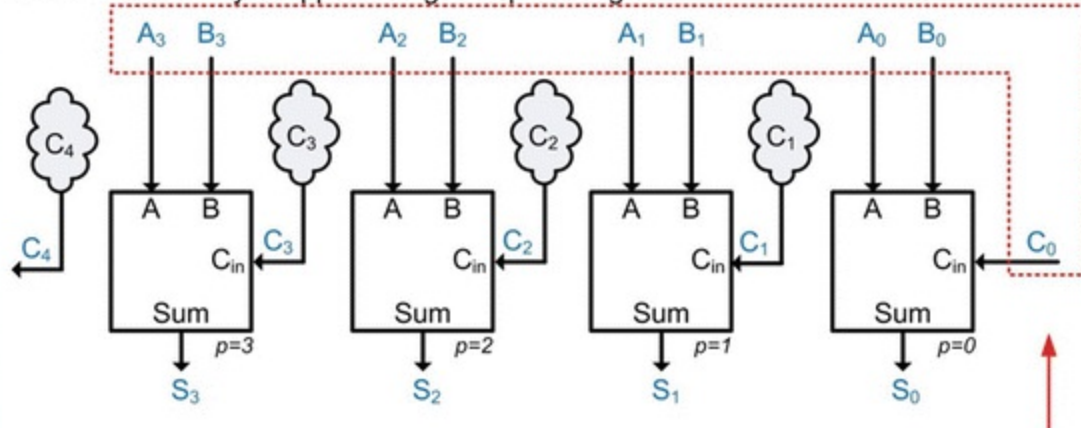 A3 B3 A2 B2 A1 B1 A0 B0
C4 C3 C2 C1
A B A B A B A B
C4 Cin C3 Cin C2 Cin C1 Cin C0
Sum Sum Sum Sum
p=3 p=2 p=1 p=0
S3 S2 S1 S0